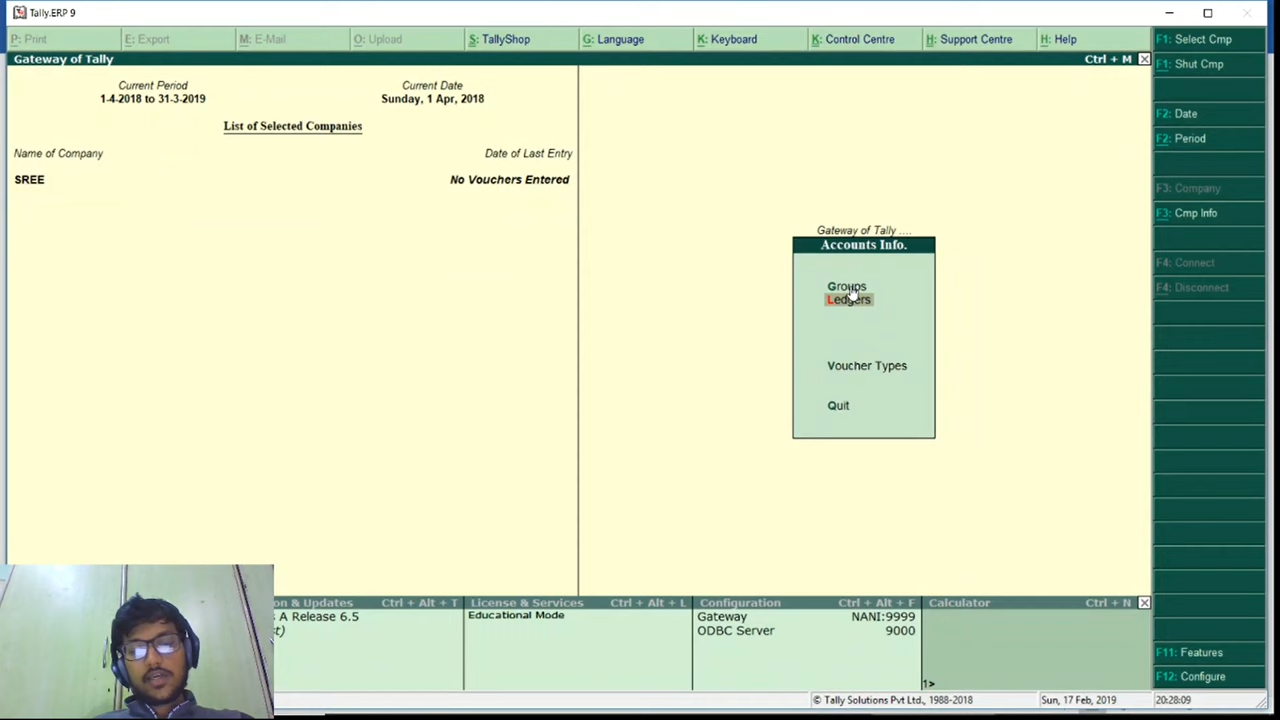 Tally.ERP 9
P: Print
E: Export
M: E-Mail
O: Upload
S: TallyShop
G: Language
K: Keyboard
K: Control Centre
H: Support Centre
H: Help
Gateway of Tally
Ctrl + M
Current Period
1-4-2018 to 31-3-2019
Current Date
Sunday, 1 Apr, 2018
List of Selected Companies
Name of Company
Date of Last Entry
SREE
No Vouchers Entered
Gateway of Tally ....
Accounts Info.
Groups
Ledgers
Voucher Types
Quit
F1: Select Cmp
F1: Shut Cmp
F2: Date
F2: Period
F3: Company
F3: Cmp Info
F4: Connect
F4: Disconnect
F11: Features
F12: Configure
& Updates
Ctrl + Alt + T
A Release 6.5
License & Services
Ctrl + Alt + L
Educational Mode
Configuration
Ctrl + Alt + F
Gateway
NANI:9999
ODBC Server
9000
Calculator
Ctrl + N
1>
© Tally Solutions Pvt Ltd., 1988-2018
Sun, 17 Feb, 2019
20:28:09